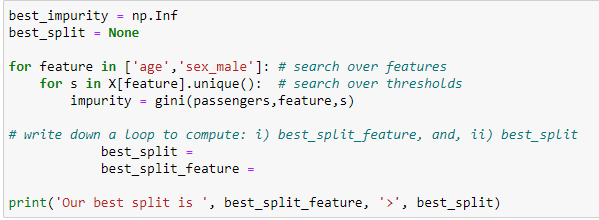 best_impurity = np.Inf
best_split = None

for feature in ['age','sex_male']: # search over features
    for s in X[feature].unique():  # search over thresholds
        impurity = gini(passengers,feature,s)

# write down a loop to compute: i) best_split_feature, and, ii) best_split
            best_split =
            best_split_feature =

print('Our best split is ', best_split_feature, '>', best_split)